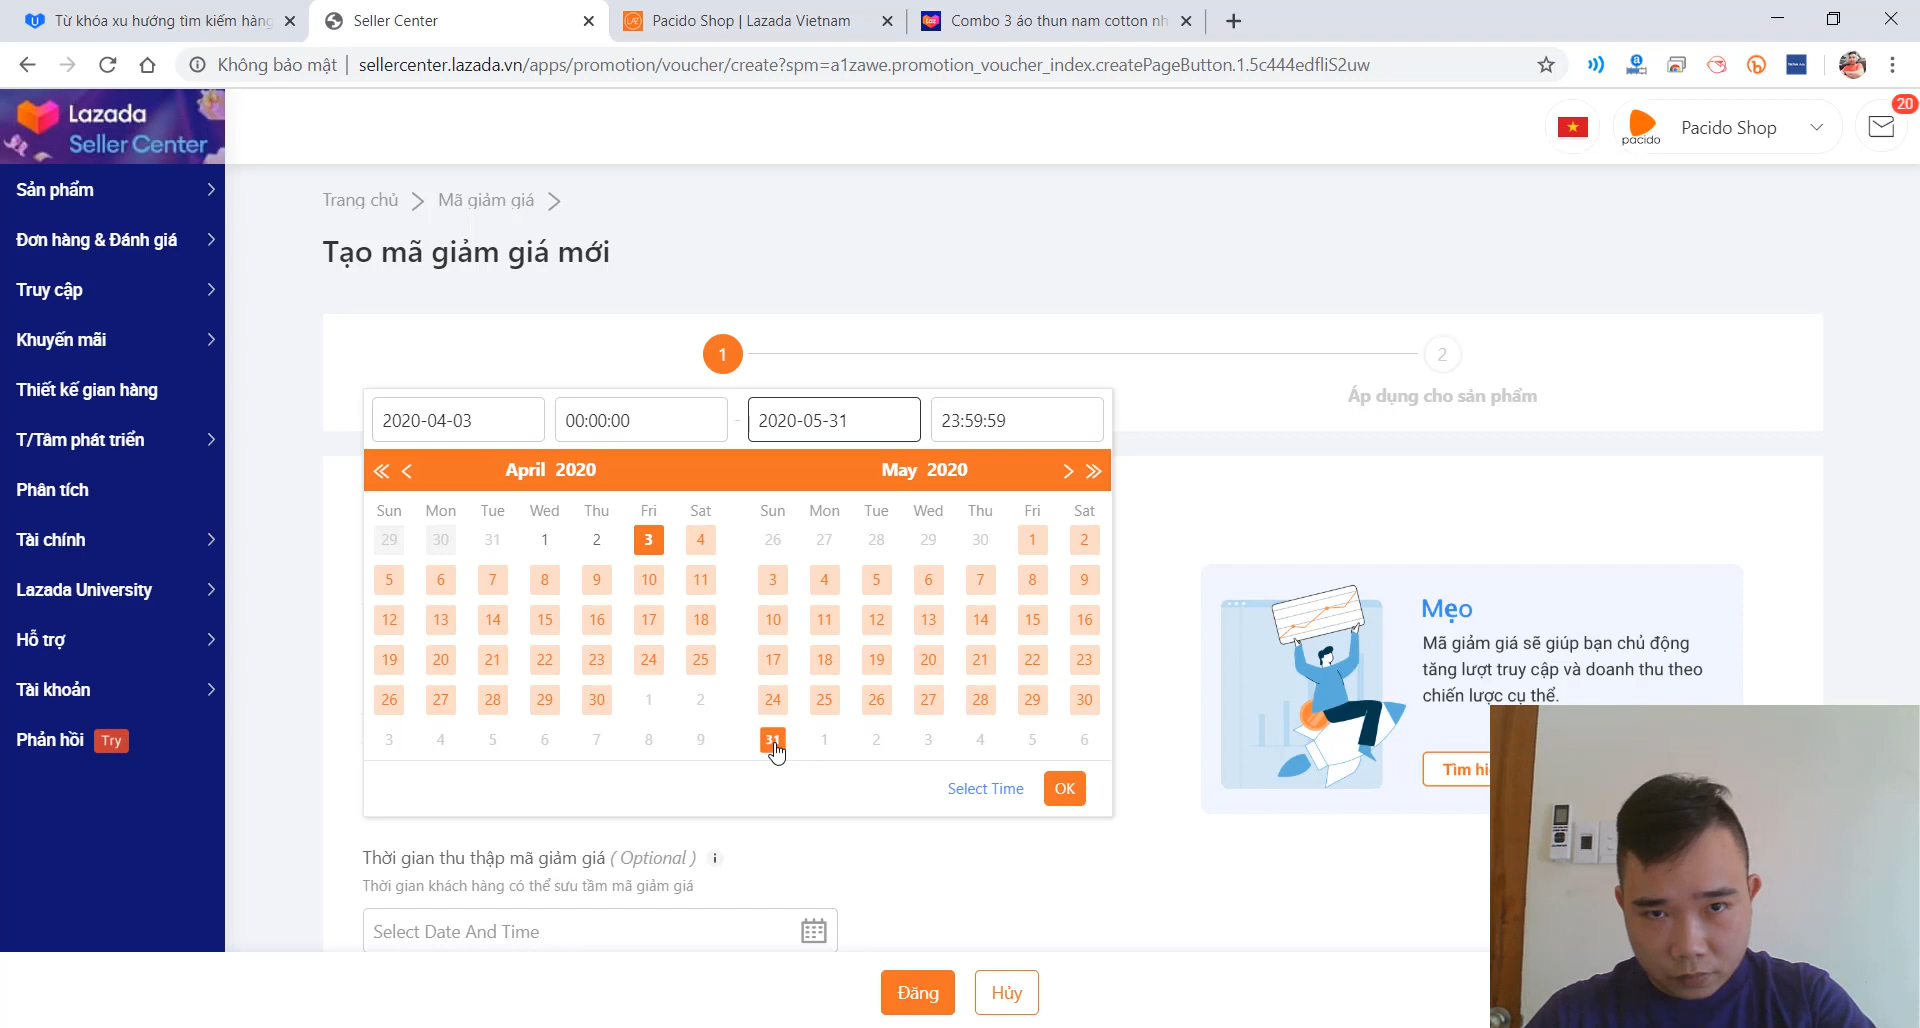 Từ khóa xu hướng tìm kiếm hàng
Seller Center
Pacido Shop | Lazada Vietnam
Combo 3 áo thun nam cotton nh
Không bảo mật
sellercenter.lazada.vn/apps/promotion/voucher/create?spm=a1zawe.promotion_voucher_index.createPageButton.1.5c444edfliS2uw
Lazada
Seller Center
pacido
Pacido Shop
20
Sản phẩm
Đơn hàng & Đánh giá
Truy cập
Khuyến mãi
Thiết kế gian hàng
T/Tâm phát triển
Phân tích
Tài chính
Lazada University
Hỗ trợ
Tài khoản
Phản hồi Try
Trang chủ > Mã giảm giá >
Tạo mã giảm giá mới
1
2
Áp dụng cho sản phẩm
2020-04-03 00:00:00 - 2020-05-31 23:59:59
« < April 2020 May 2020 > »
Sun Mon Tue Wed Thu Fri Sat Sun Mon Tue Wed Thu Fri Sat
29 30 31 1 2 3 4 26 27 28 29 30 1 2
5 6 7 8 9 10 11 3 4 5 6 7 8 9
12 13 14 15 16 17 18 10 11 12 13 14 15 16
19 20 21 22 23 24 25 17 18 19 20 21 22 23
26 27 28 29 30 1 2 24 25 26 27 28 29 30
3 4 5 6 7 8 9 31 1 2 3 4 5 6
Select Time OK
Mẹo
Mã giảm giá sẽ giúp bạn chủ động
tăng lượt truy cập và doanh thu theo
chiến lược cụ thể.
Tìm hi
Thời gian thu thập mã giảm giá (Optional)
Thời gian khách hàng có thể sưu tầm mã giảm giá
Select Date And Time
Đăng Hủy